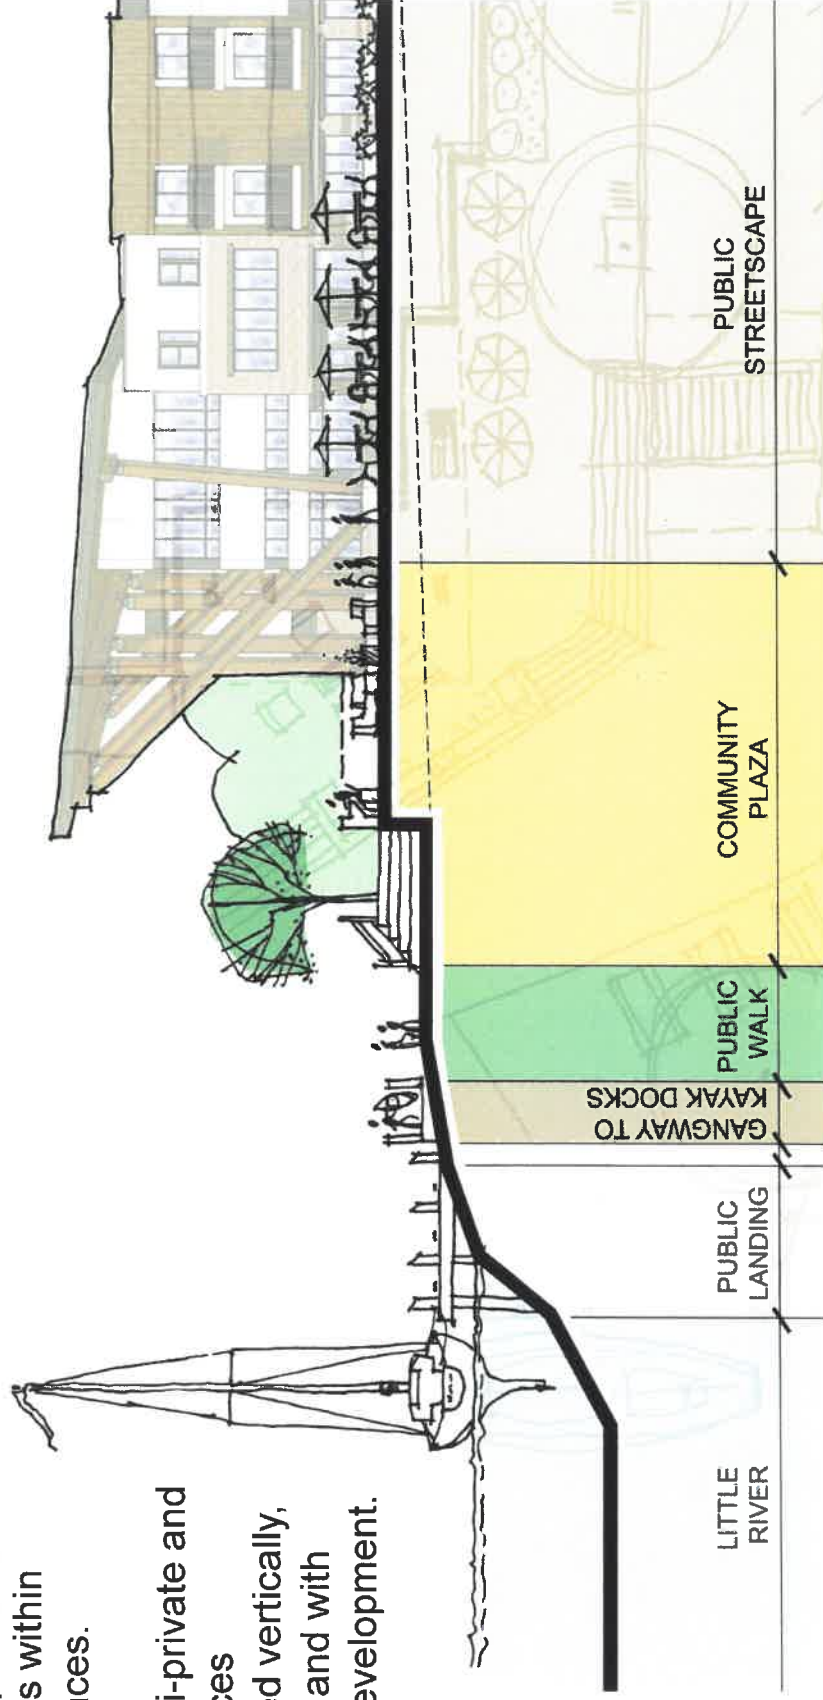 s within
ces.
i-private and
ces
d vertically,
and with
evelopment.
LITTLE
RIVER
PUBLIC
LANDING
GANGWAY TO
KAYAK DOCKS
PUBLIC
WALK
COMMUNITY
PLAZA
PUBLIC
STREETSCAPE